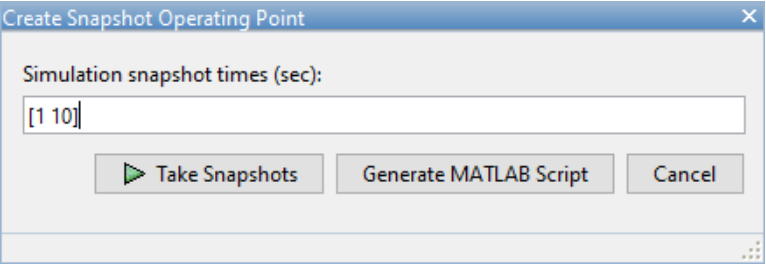 Create Snapshot Operating Point
Simulation snapshot times (sec):
[1 10]
Take Snapshots Generate MATLAB Script Cancel